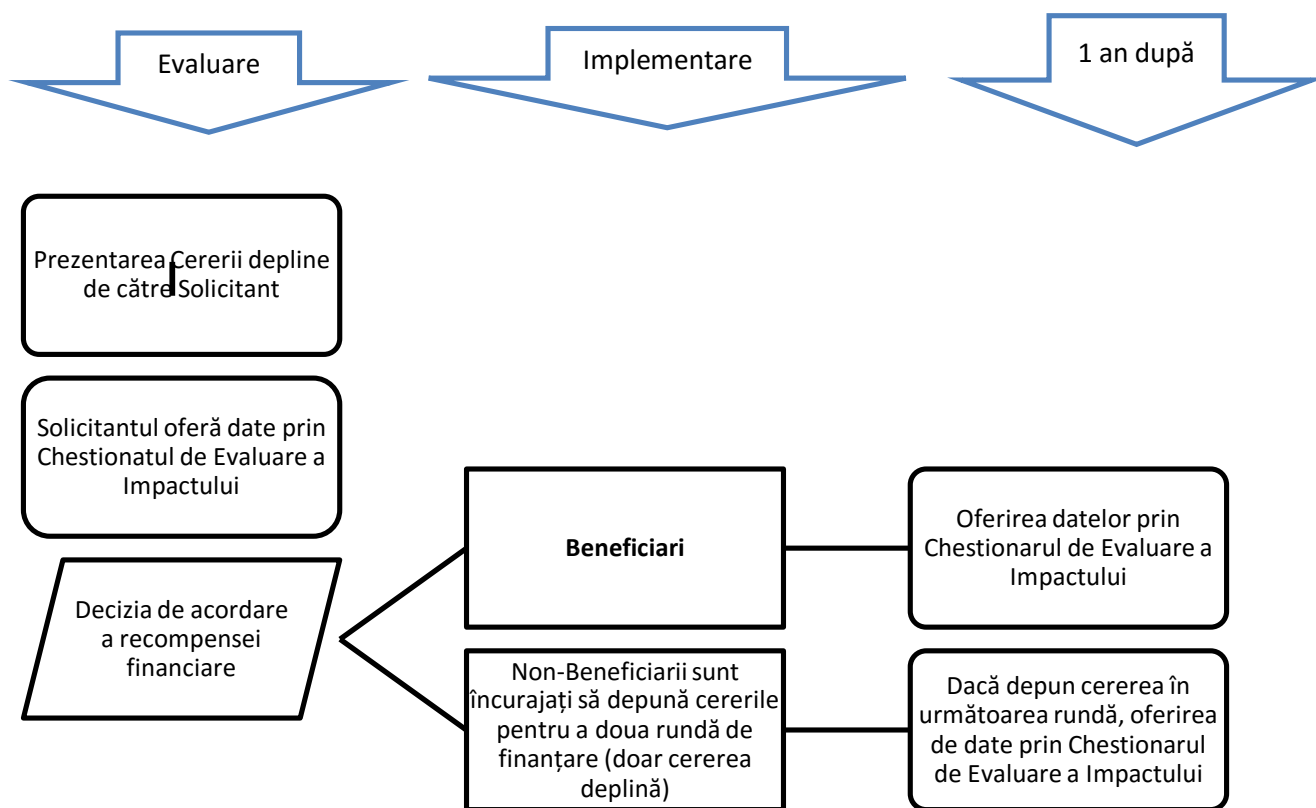 Evaluare
Implementare
1 an după
Prezentarea Cererii depline
de către Solicitant
Solicitantul oferă date prin
Chestionatul de Evaluare a
Impactului
Decizia de acordare
a recompensei
financiare
Beneficiari
Non-Beneficiarii sunt
încurajați să depună cererile
pentru a doua rundă de
finanțare (doar cererea
deplină)
Oferirea datelor prin
Chestionarul de Evaluare a
Impactului
Dacă depun cererea în
următoarea rundă, oferirea
de date prin Chestionarul
de Evaluare a Impactului